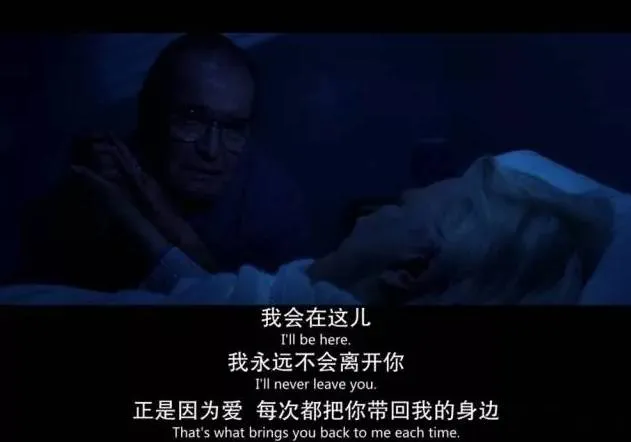 我会在这儿
I'll be here.
我永远不会离开你
I'll never leave you.
正是因为爱 每次都把你带回我的身边
That's what brings you back to me each time.